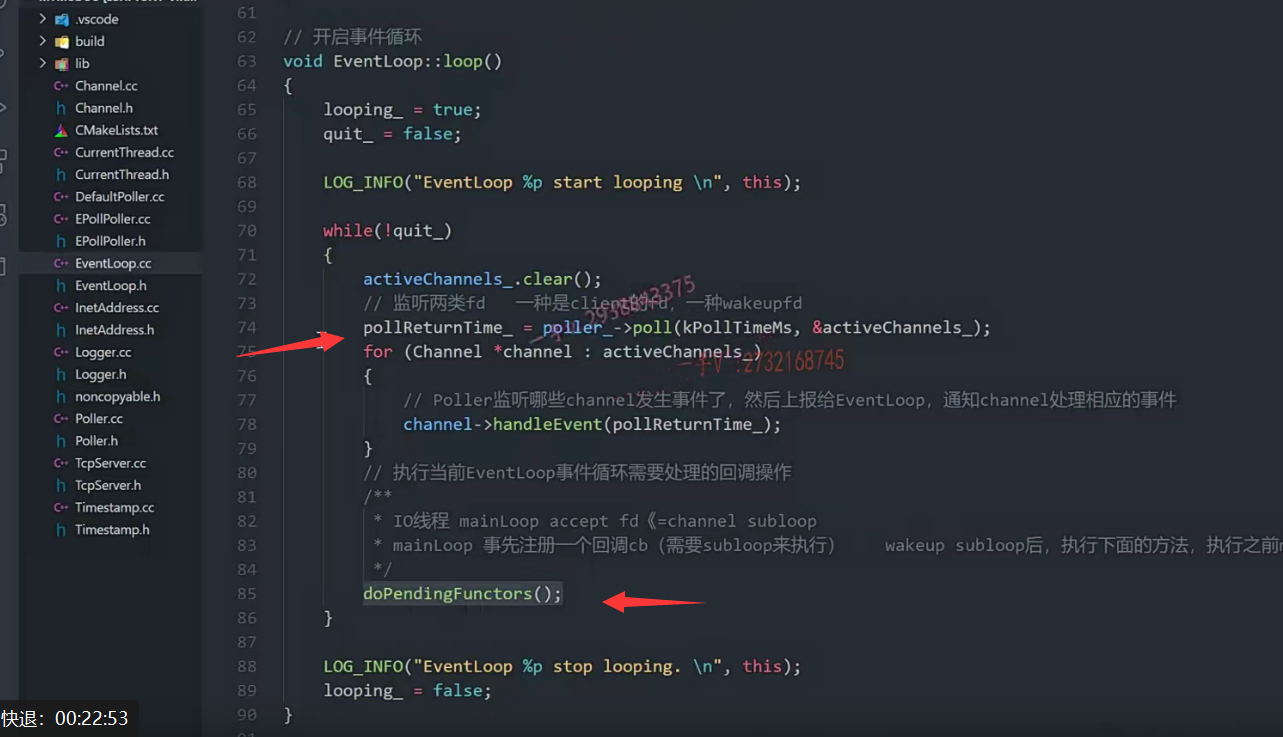 .vscode
build
lib
Channel.cc
Channel.h
CMakeLists.txt
CurrentThread.cc
CurrentThread.h
DefaultPoller.cc
EPollPoller.cc
EPollPoller.h
EventLoop.cc
EventLoop.h
InetAddress.cc
InetAddress.h
Logger.cc
Logger.h
noncopyable.h
Poller.cc
Poller.h
TcpServer.cc
TcpServer.h
Timestamp.cc
Timestamp.h
61
62 // 开启事件循环
63 void EventLoop::loop()
64 {
65 looping_ = true;
66 quit_ = false;
67
68 LOG_INFO("EventLoop %p start looping \n", this);
69
70 while(!quit_)
71 {
72 activeChannels_.clear();
73 // 监听两类fd 一种是client的fd，一种wakeupfd
74 pollReturnTime_ = poller_->poll(kPollTimeMs, &activeChannels_);
75 for (Channel *channel : activeChannels_)
76 {
77 // Poller监听哪些channel发生事件了，然后上报给EventLoop，通知channel处理相应的事件
78 channel->handleEvent(pollReturnTime_);
79 }
80 // 执行当前EventLoop事件循环需要处理的回调操作
81 /**
82 * IO线程 mainLoop accept fd《=channel subloop
83 * mainLoop 事先注册一个回调cb（需要subloop来执行） wakeup subloop后，执行下面的方法，执行之前
84 */
85 doPendingFunctors();
86 }
87
88 LOG_INFO("EventLoop %p stop looping. \n", this);
89 looping_ = false;
90 }
一手V :2732168745
快退：00:22:53